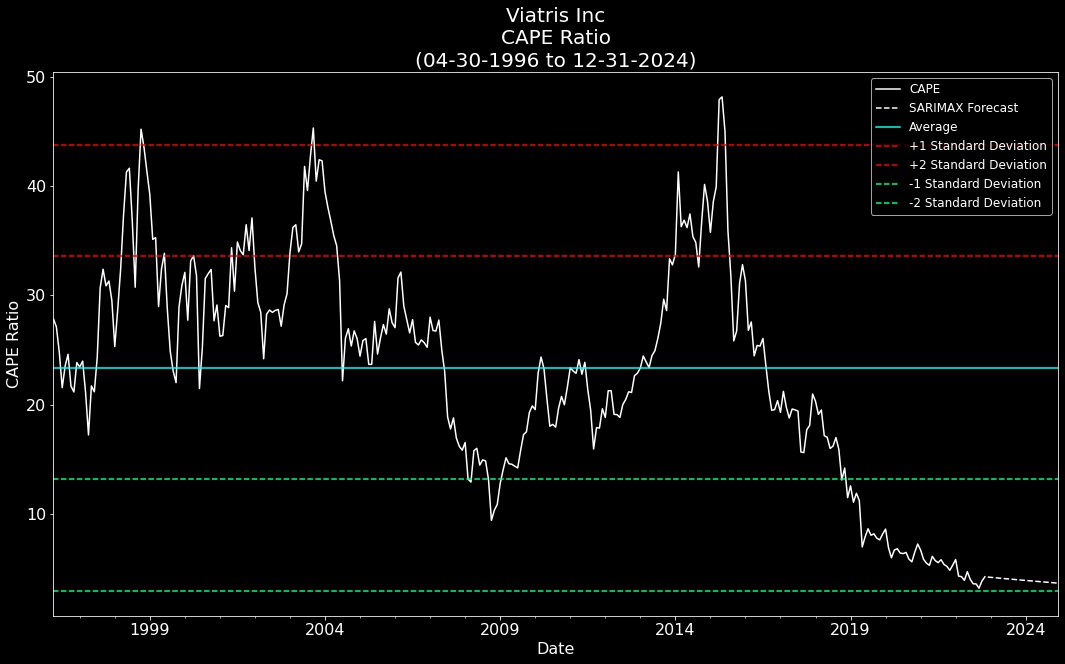 Viatris Inc
CAPE Ratio
(04-30-1996 to 12-31-2024)
CAPE
SARIMAX Forecast
Average
+1 Standard Deviation
+2 Standard Deviation
-1 Standard Deviation
-2 Standard Deviation
50
40
30
20
10
CAPE Ratio
1999
2004
2009
2014
2019
2024
Date